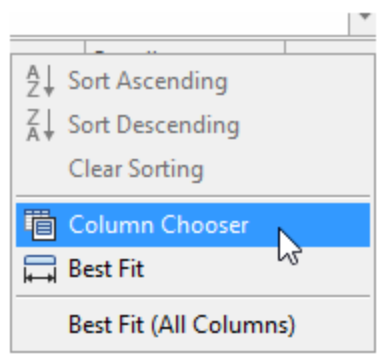 Sort Ascending
Sort Descending
Clear Sorting
Column Chooser
Best Fit
Best Fit (All Columns)